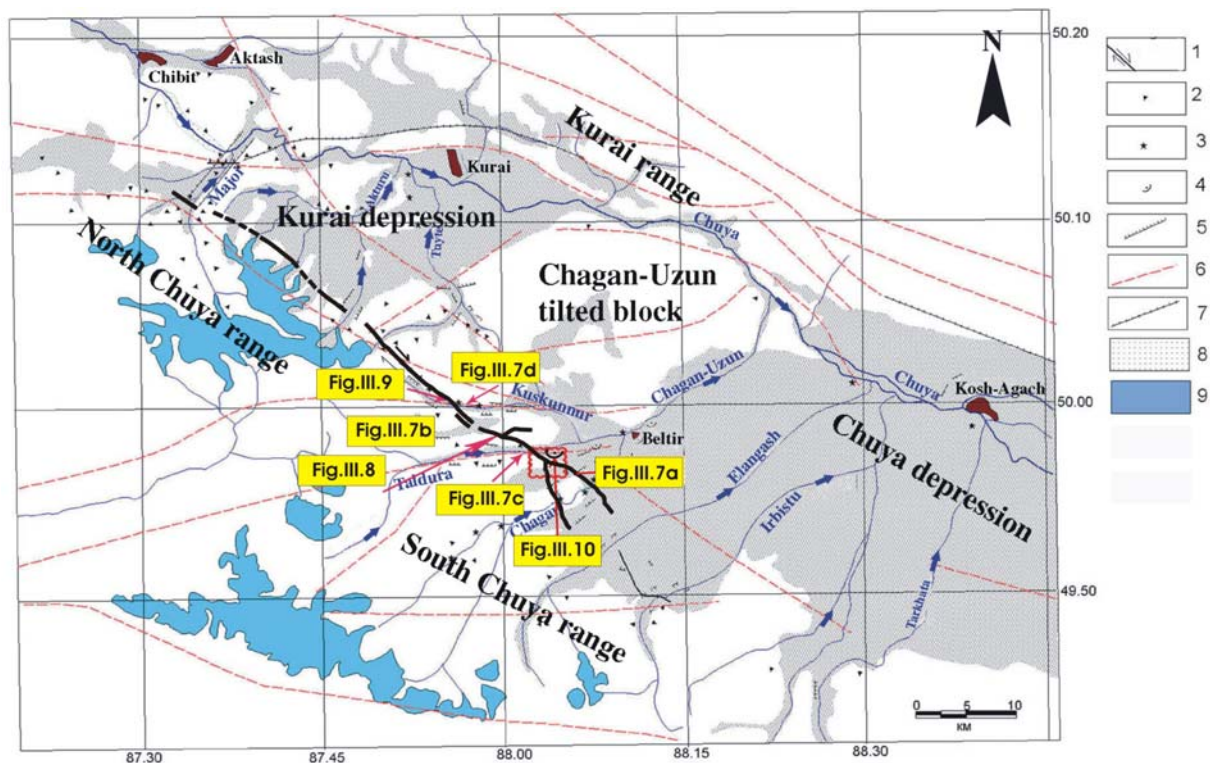 Chibit
Aktash
Kurai
Kurai range
N
50.20
Major
Akturu
Tuyte
Kurai depression
Chuya
50.10
North Chuya range
Chagan-Uzun
tilted block
Fig.III.9
Fig.III.7d
Kuskunnur
Chagan-Uzun
Chuya
Kosh-Agach
50.00
Fig.III.7b
Beltir
Fig.III.8
Taldura
Fig.III.7a
Elangash
Chuya depression
Fig.III.7c
Chagan
Irbistu
Fig.III.10
South Chuya range
49.50
Tarkhata
0 5 10
KM
87.30
87.45
88.00
88.15
88.30
1
2
3
4
5
6
7
8
9